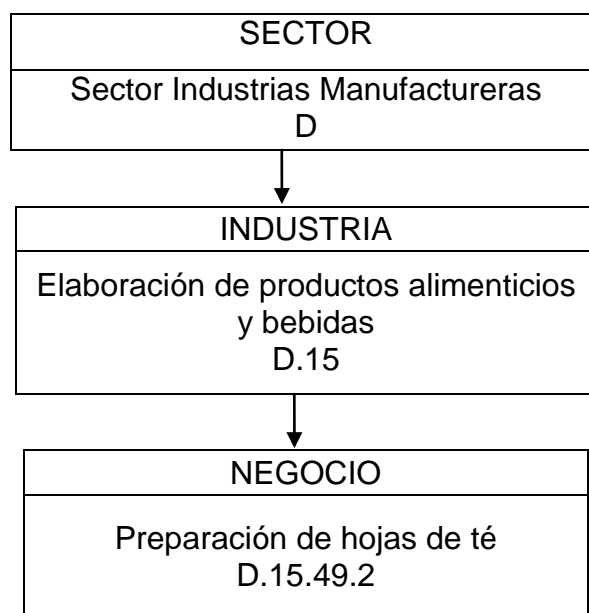 SECTOR
Sector Industrias Manufactureras
D
INDUSTRIA
Elaboración de productos alimenticios
y bebidas
D.15
NEGOCIO
Preparación de hojas de té
D.15.49.2